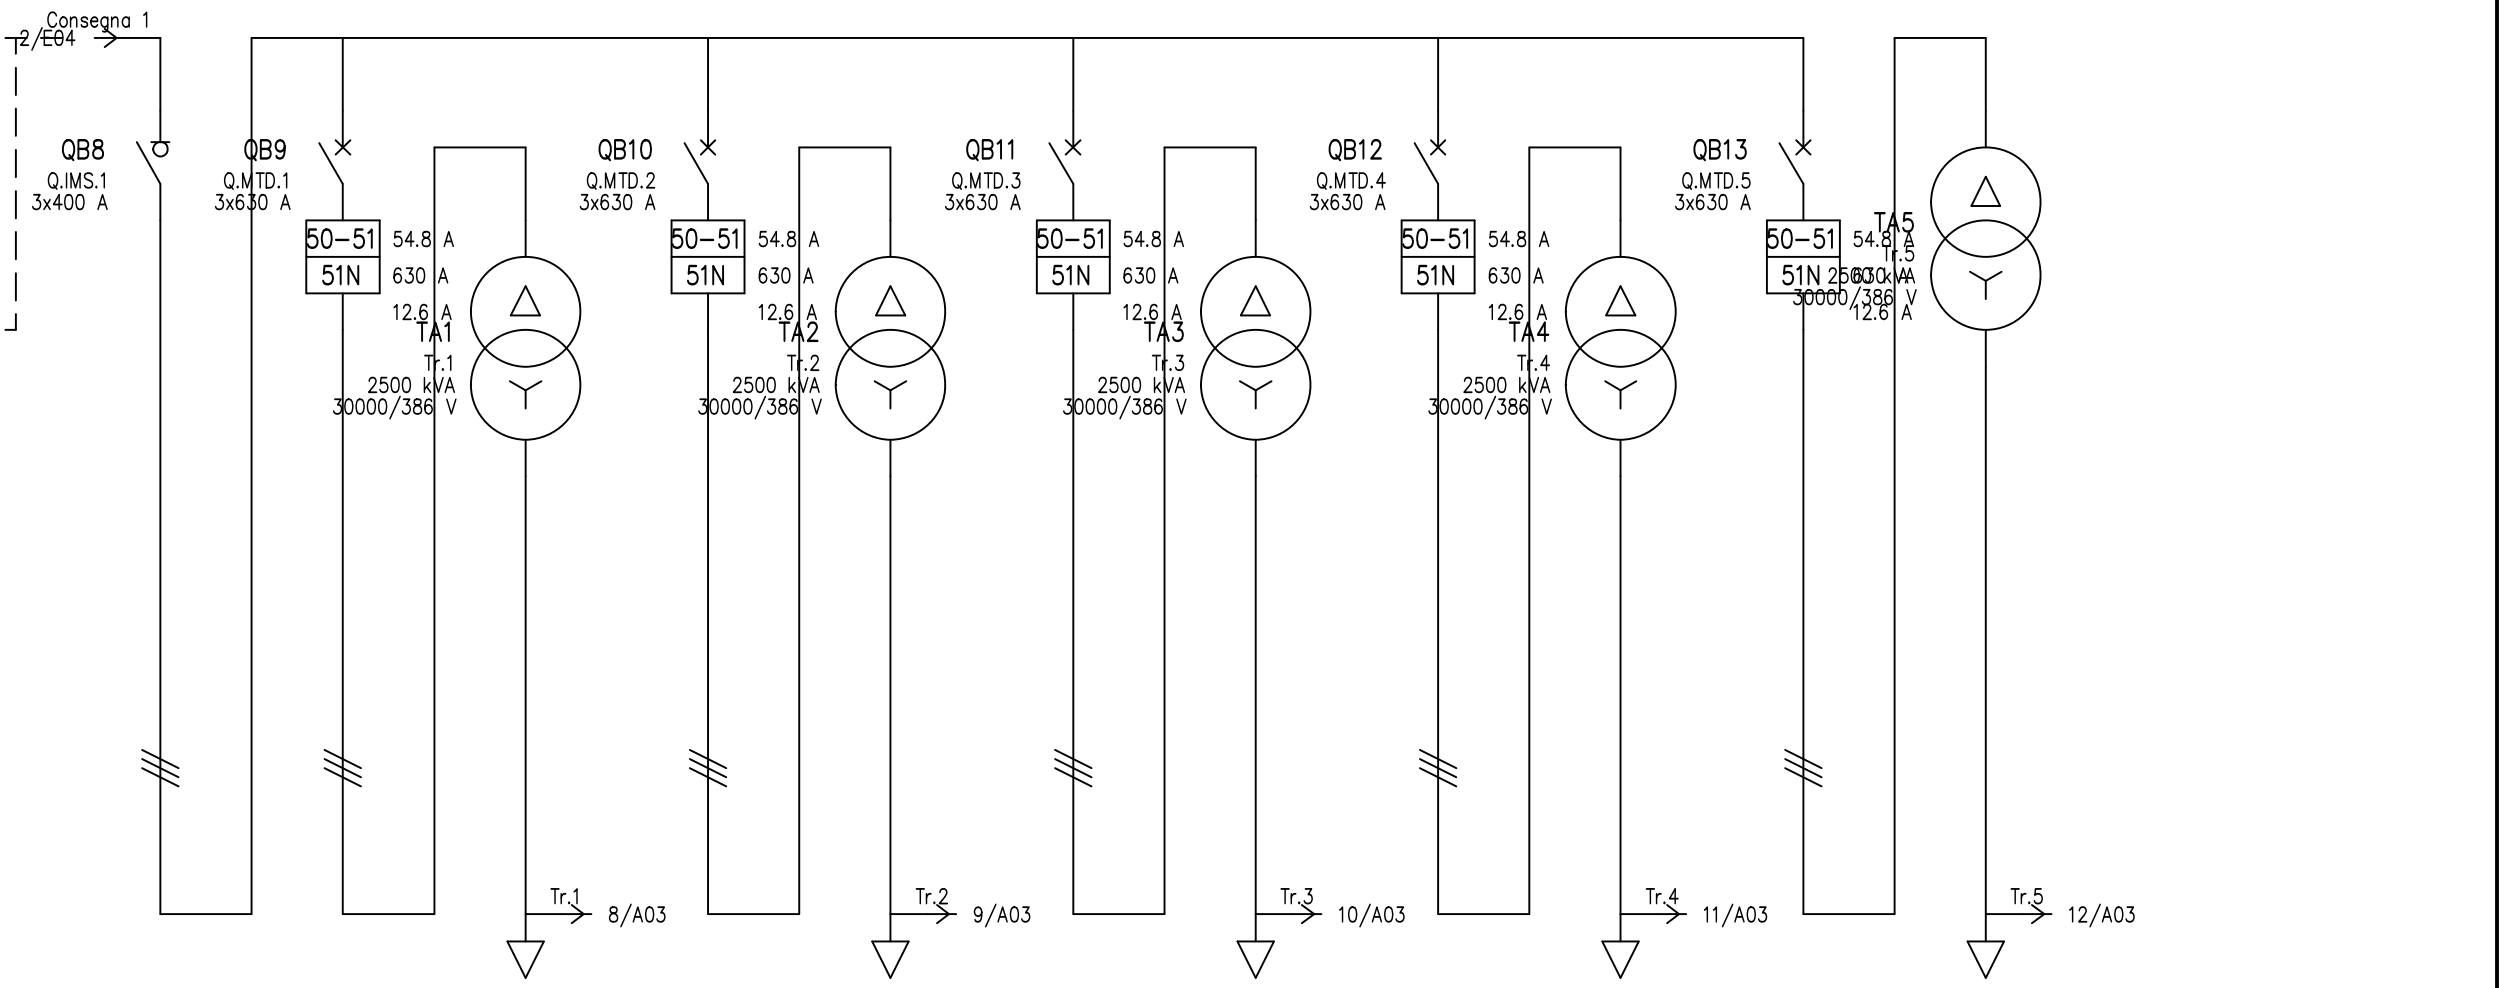 Consegna 1
2/E04
QB8
Q.IMS.1
3x400 A
QB9
Q.MTD.1
3x630 A
50-51
51N
54.8 A
630 A
12.6 A
TA1
Tr.1
2500 kVA
30000/386 V
Tr.1
8/A03
QB10
Q.MTD.2
3x630 A
50-51
51N
54.8 A
630 A
12.6 A
TA2
Tr.2
2500 kVA
30000/386 V
Tr.2
9/A03
QB11
Q.MTD.3
3x630 A
50-51
51N
54.8 A
630 A
12.6 A
TA3
Tr.3
2500 kVA
30000/386 V
Tr.3
10/A03
QB12
Q.MTD.4
3x630 A
50-51
51N
54.8 A
630 A
12.6 A
TA4
Tr.4
2500 kVA
30000/386 V
Tr.4
11/A03
QB13
Q.MTD.5
3x630 A
50-51
51N
54.8 A
630 A
12.6 A
TA5
Tr.5
2500 kVA
30000/386 V
Tr.5
12/A03